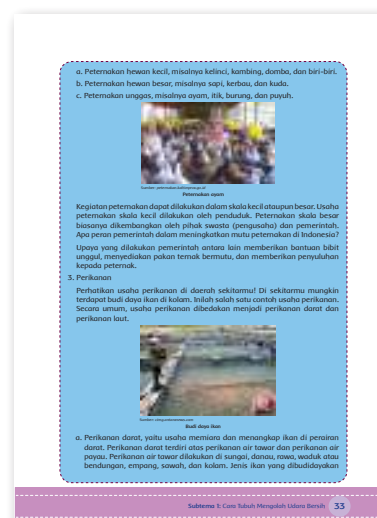 a. Peternakan hewan kecil, misalnya kelinci, kambing, domba, dan biri-biri.
b. Peternakan hewan besar, misalnya sapi, kerbau, dan kuda.
c. Peternakan unggas, misalnya ayam, itik, burung, dan puyuh.
Peternakan ayam
Kegiatan peternakan dapat dilakukan dalam skala kecil ataupun besar. Usaha
peternakan skala kecil dilakukan oleh penduduk. Peternakan skala besar
biasanya dikembangkan oleh pihak swasta (pengusaha) dan pemerintah.
Apa peran pemerintah dalam meningkatkan mutu peternakan di Indonesia?
Upaya yang dilakukan pemerintah antara lain memberikan bantuan bibit
unggul, menyediakan pakan ternak bermutu, dan memberikan penyuluhan
kepada peternak.
3. Perikanan
Perhatikan usaha perikanan di daerah sekitarmu! Di sekitarmu mungkin
terdapat budi daya ikan di kolam. Inilah salah satu contoh usaha perikanan.
Secara umum, usaha perikanan dibedakan menjadi perikanan darat dan
perikanan laut.
Budi daya ikan
a. Perikanan darat, yaitu usaha memiara dan menangkap ikan di perairan
darat. Perikanan darat terdiri atas perikanan air tawar dan perikanan air
payau. Perikanan air tawar dilakukan di sungai, danau, rawa, waduk atau
bendungan, empang, sawah, dan kolam. Jenis ikan yang dibudidayakan
Subtema 1: Cara Tubuh Mengolah Udara Bersih 33